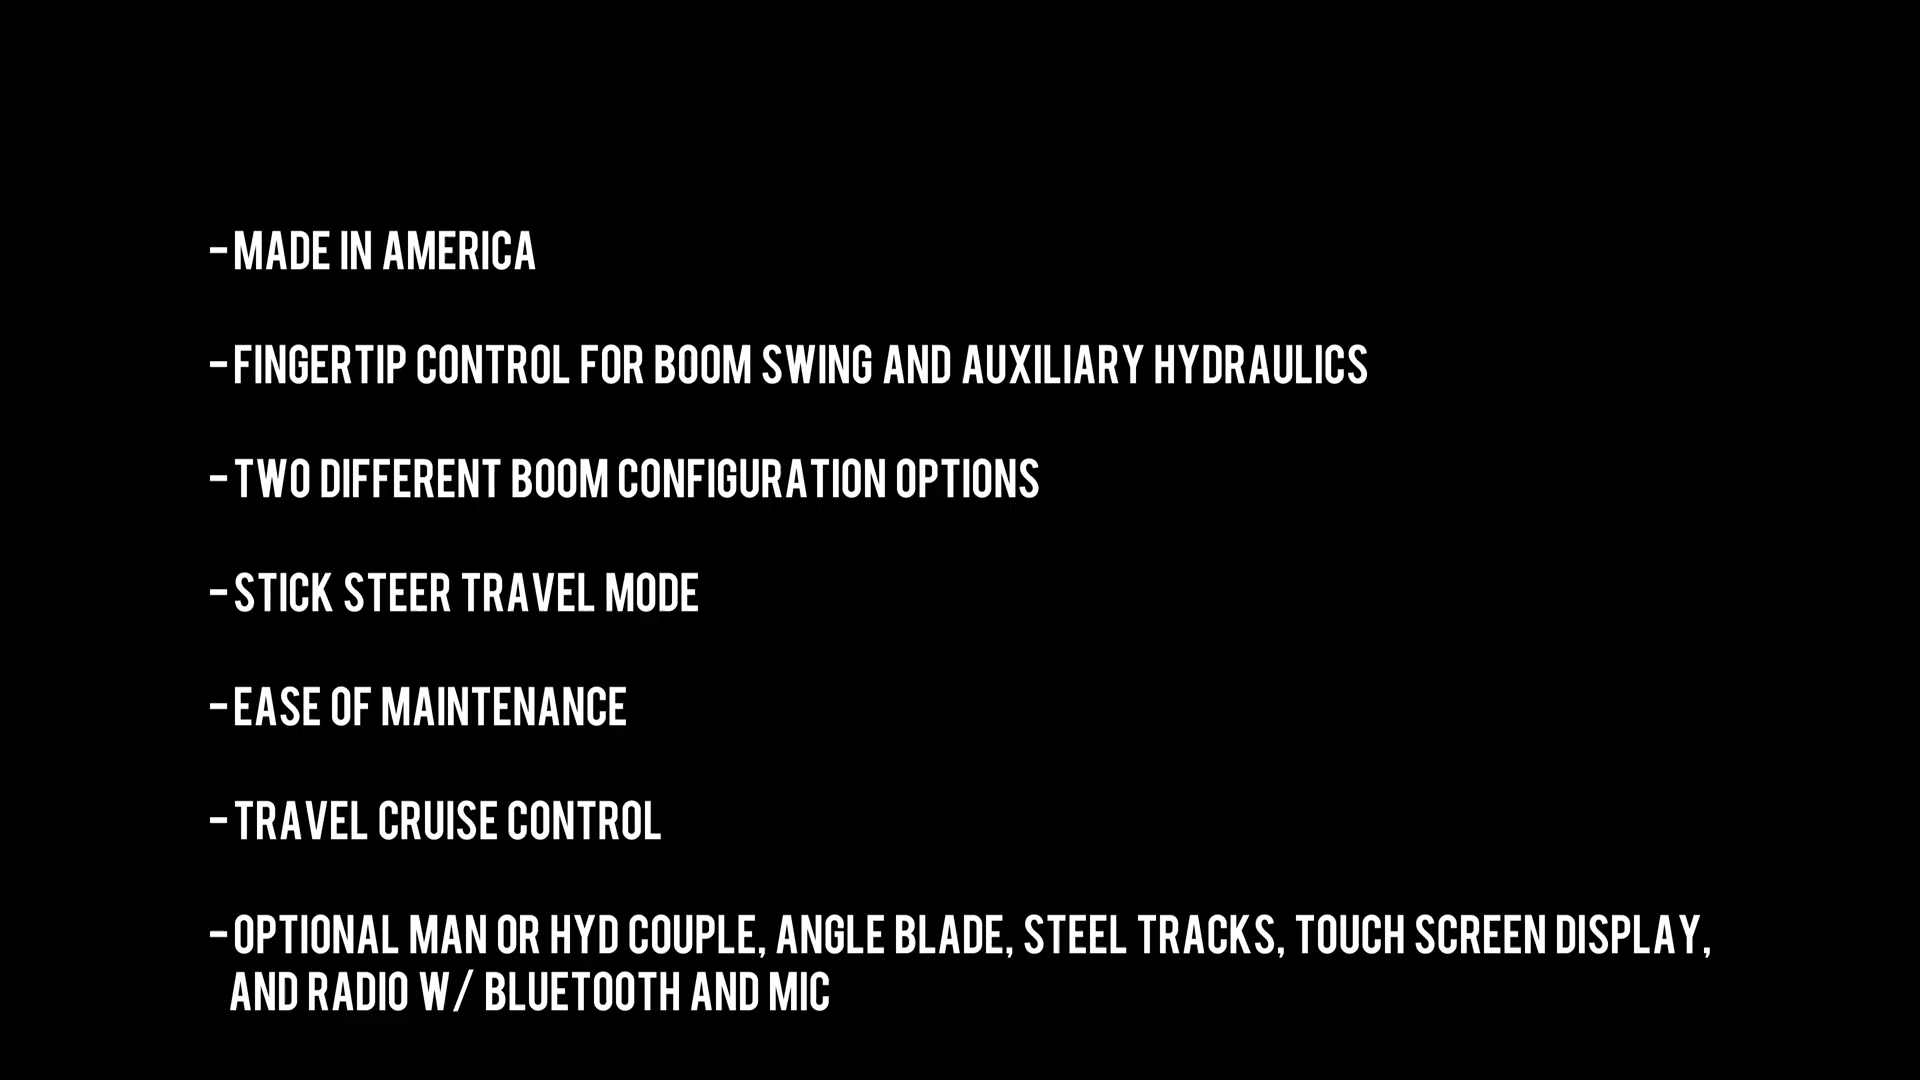 -MADE IN AMERICA
-FINGERTIP CONTROL FOR BOOM SWING AND AUXILIARY HYDRAULICS
-TWO DIFFERENT BOOM CONFIGURATION OPTIONS
-STICK STEER TRAVEL MODE
-EASE OF MAINTENANCE
-TRAVEL CRUISE CONTROL
-OPTIONAL MAN OR HYD COUPLE, ANGLE BLADE, STEEL TRACKS, TOUCH SCREEN DISPLAY,
AND RADIO W/ BLUETOOTH AND MIC